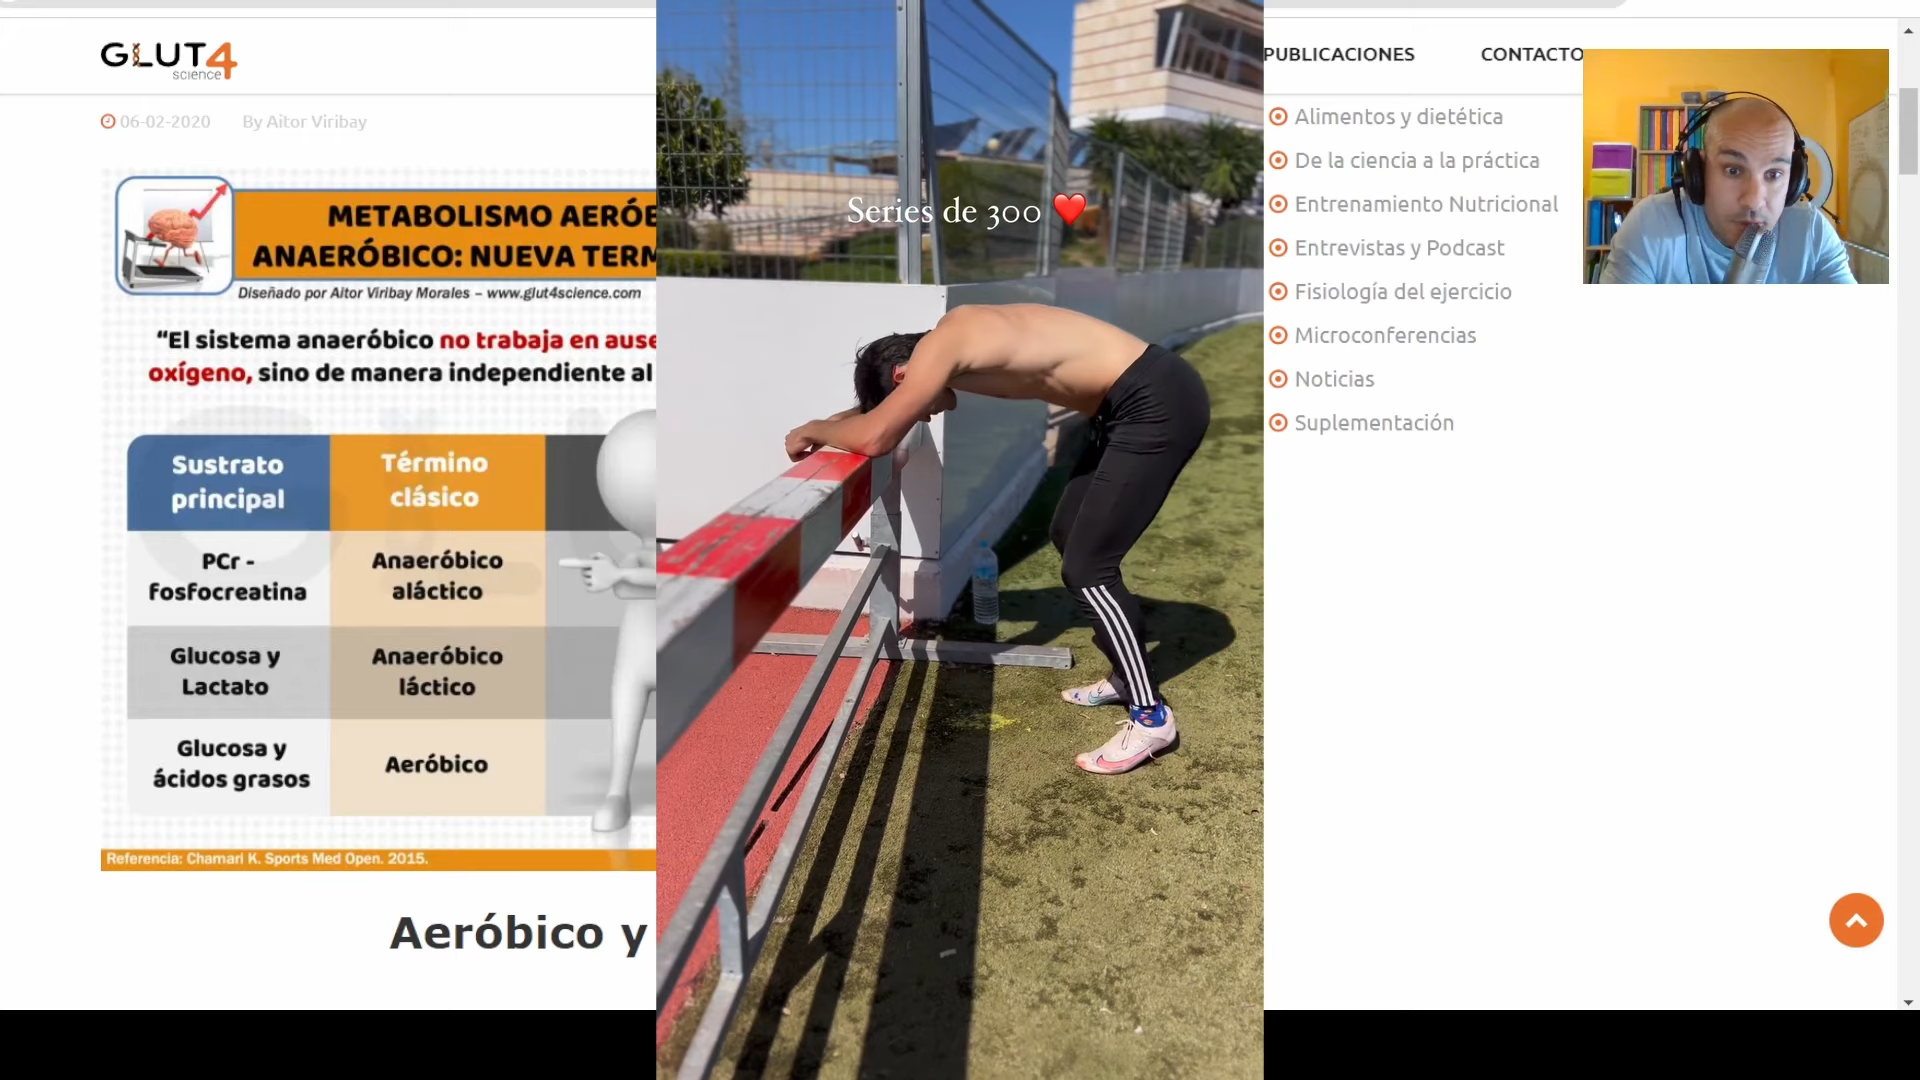 GLUT4
science
PUBLICACIONES
CONTACTO
06-02-2020
By Aitor Viribay
METABOLISMO AERÓB
ANAERÓBICO: NUEVA TERM
Diseñado por Aitor Viribay Morales – www.glut4science.com
“El sistema anaeróbico no trabaja en ause
oxígeno, sino de manera independiente al
Sustrato
principal
Término
clásico
PCr -
fosfocreatina
Anaeróbico
aláctico
Glucosa y
Lactato
Anaeróbico
láctico
Glucosa y
ácidos grasos
Aeróbico
Referencia: Chamari K. Sports Med Open. 2015.
Aeróbico y
Series de 300 ❤️
Alimentos y dietética
De la ciencia a la práctica
Entrenamiento Nutricional
Entrevistas y Podcast
Fisiología del ejercicio
Microconferencias
Noticias
Suplementación